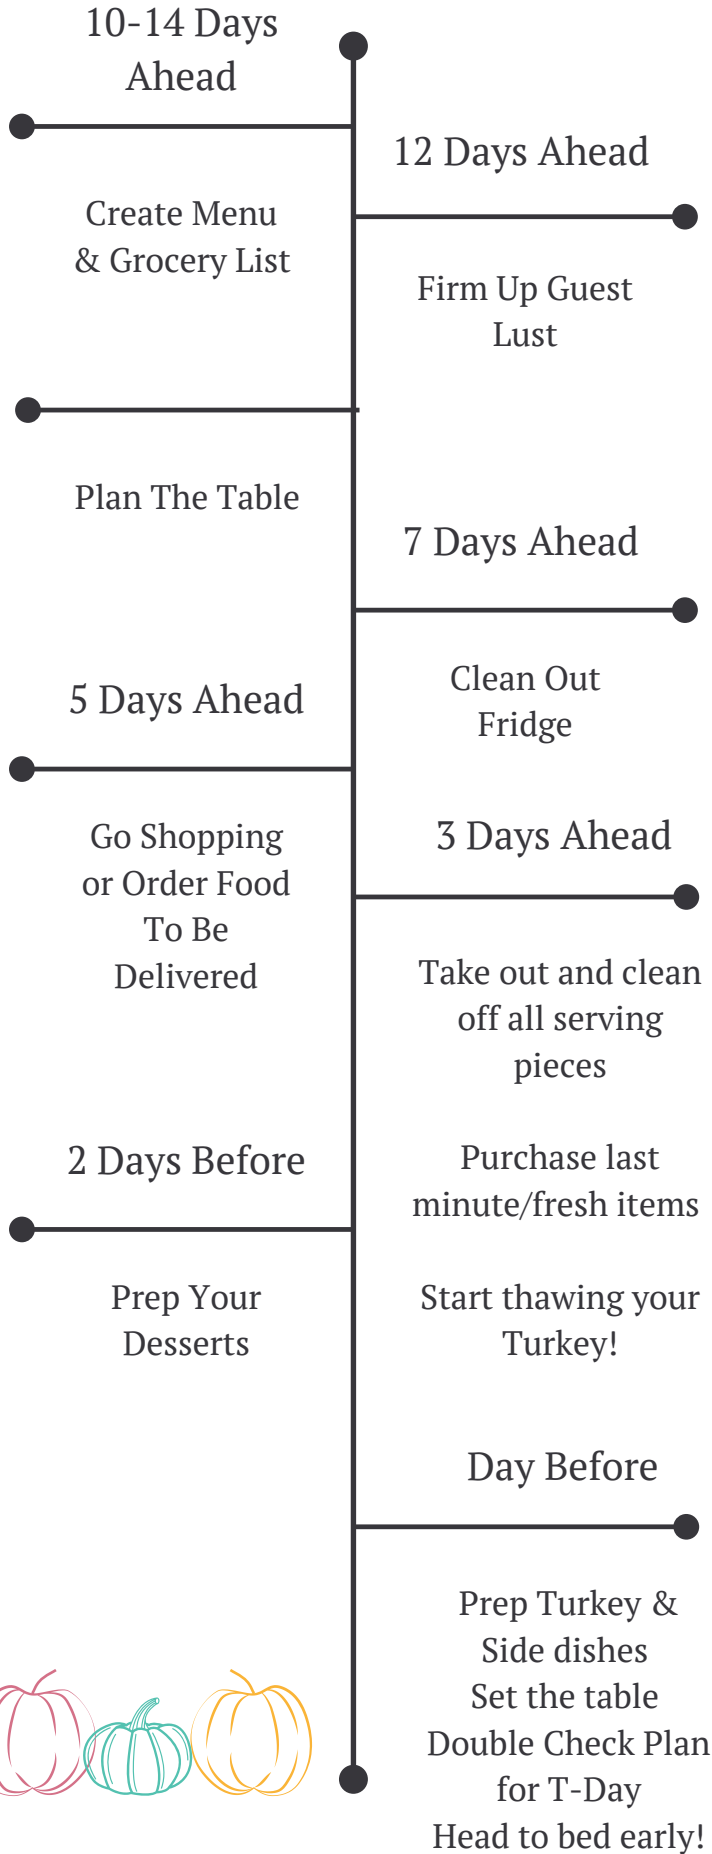 10-14 Days
Ahead
Create Menu
& Grocery List
12 Days Ahead
Firm Up Guest
Lust
Plan The Table
7 Days Ahead
Clean Out
Fridge
5 Days Ahead
Go Shopping
or Order Food
To Be
Delivered
3 Days Ahead
Take out and clean
off all serving
pieces
Purchase last
minute/fresh items
Start thawing your
Turkey!
2 Days Before
Prep Your
Desserts
Day Before
Prep Turkey &
Side dishes
Set the table
Double Check Plan
for T-Day
Head to bed early!